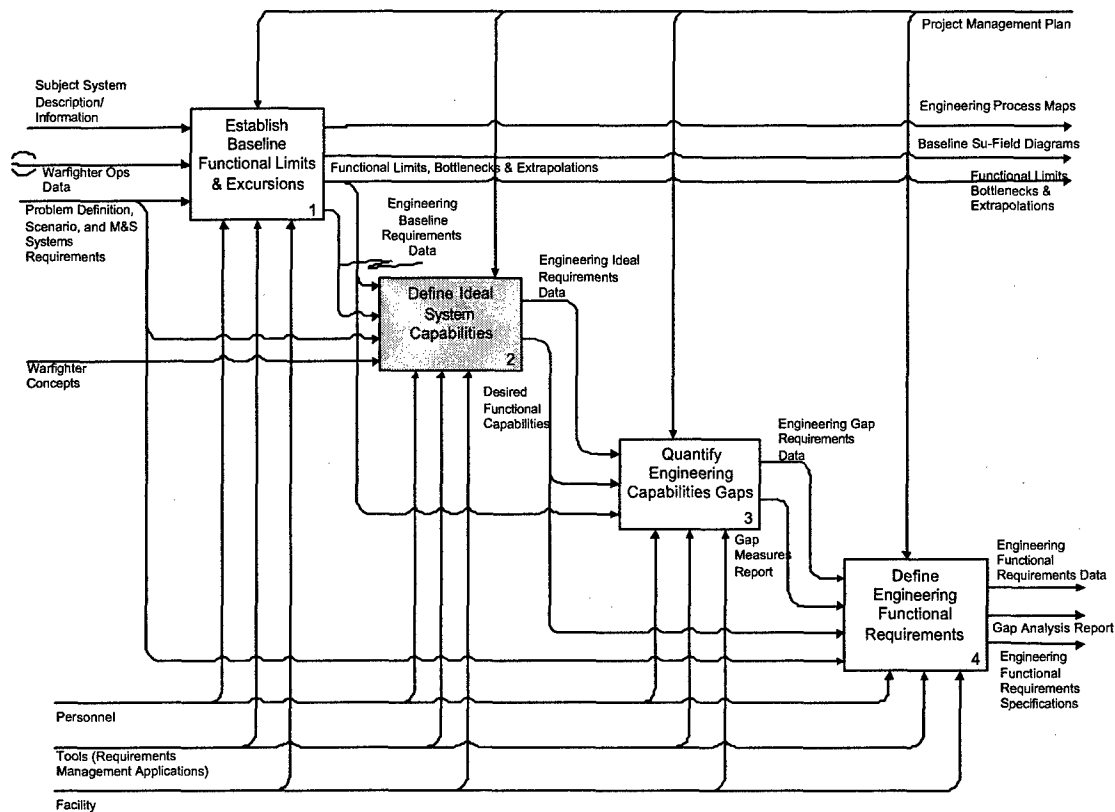 Project Management Plan
Subject System
Description/
Information
Establish
Baseline
Functional Limits
& Excursions
1
Engineering Process Maps
Baseline Su-Field Diagrams
Functional Limits, Bottlenecks & Extrapolations
Functional Limits
Bottlenecks &
Extrapolations
Warfighter Ops
Data
Problem Definition,
Scenario, and M&S
Systems
Requirements
Engineering
Baseline
Requirements
Data
Engineering Ideal
Requirements
Data
Define Ideal
System
Capabilities
2
Warfighter
Concepts
Desired
Functional
Capabilities
Engineering Gap
Requirements
Data
Quantify
Engineering
Capabilities Gaps
3
Gap
Measures
Report
Define
Engineering
Functional
Requirements
4
Engineering
Functional
Requirements Data
Gap Analysis Report
Engineering
Functional
Requirements
Specifications
Personnel
Tools (Requirements
Management Applications)
Facility